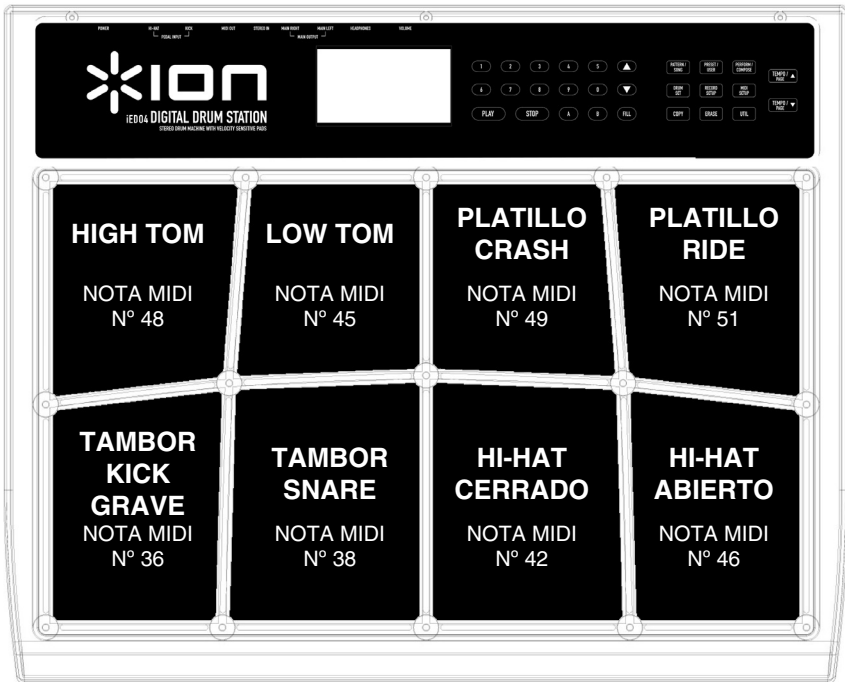 POWER HI-HAT KICK MIDI OUT STEREO IN MAIN RIGHT MAIN LEFT HEADPHONES VOLUME
PEDAL INPUT MAIN OUTPUT
ION
iED04 DIGITAL DRUM STATION
STEREO DRUM MACHINE WITH VELOCITY SENSITIVE PADS
1 2 3 4 5
6 7 8 9 0
PLAY STOP A B FILL
PATTERN / SONG
PRESET / USER
PERFORM / COMPOSE
DRUM SET
RECORD SETUP
MIDI SETUP
COPY ERASE UTIL
TEMPO / PAGE
TEMPO / PAGE
HIGH TOM
NOTA MIDI
Nº 48
LOW TOM
NOTA MIDI
Nº 45
PLATILLO
CRASH
NOTA MIDI
Nº 49
PLATILLO
RIDE
NOTA MIDI
Nº 51
TAMBOR
KICK
GRAVE
NOTA MIDI
Nº 36
TAMBOR
SNARE
NOTA MIDI
Nº 38
HI-HAT
CERRADO
NOTA MIDI
Nº 42
HI-HAT
ABIERTO
NOTA MIDI
Nº 46